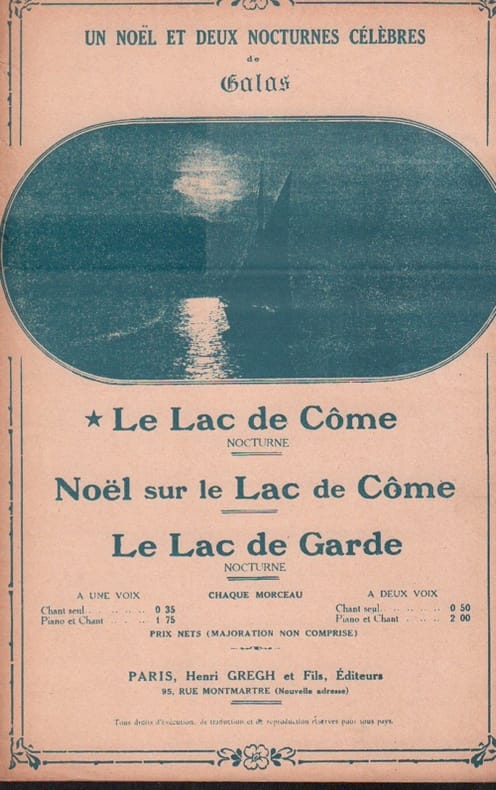 UN NOËL ET DEUX NOCTURNES CÉLÈBRES
de
Galas
★ Le Lac de Côme
NOCTURNE
Noël sur le Lac de Côme
Le Lac de Garde
NOCTURNE
A UNE VOIX CHAQUE MORCEAU A DEUX VOIX
Chant seul . . . . . . 0 35 Chant seul . . . . . . 0 50
Piano et Chant . . . . 1 75 Piano et Chant . . . . 2 00
PRIX NETS (MAJORATION NON COMPRISE)
PARIS, Henri GREGH et Fils, Éditeurs
95, RUE MONTMARTRE (Nouvelle adresse)
Tous droits d'exécution, de traduction et de reproduction réservés pour tous pays.